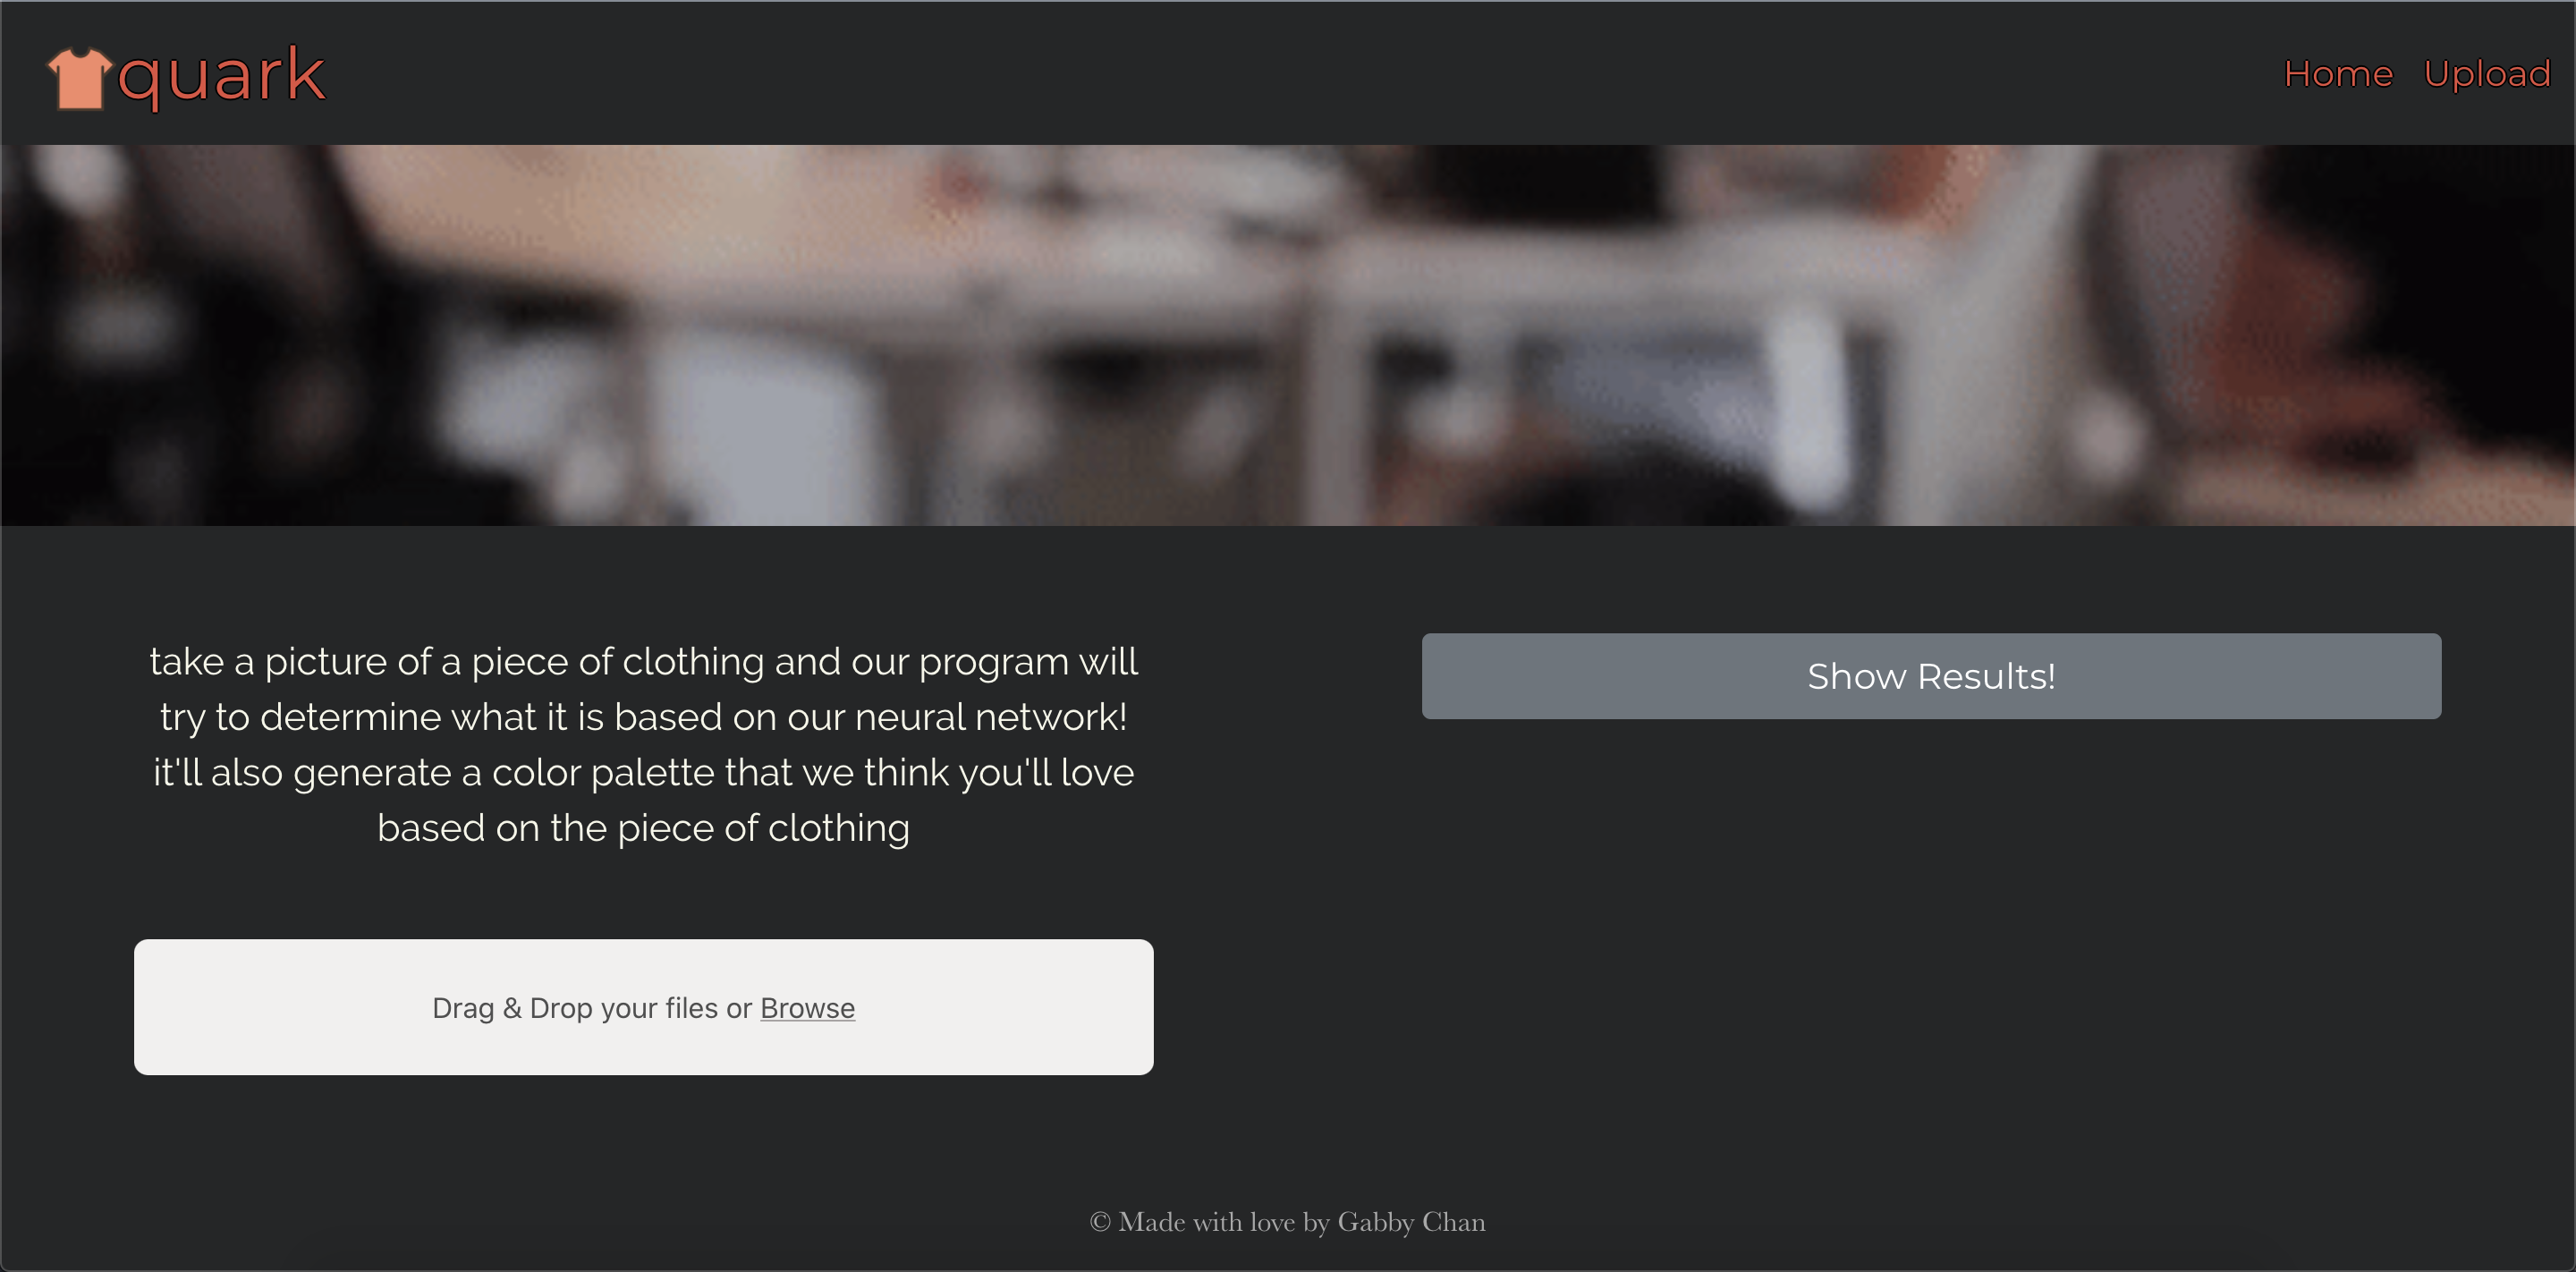 quark
Home Upload
take a picture of a piece of clothing and our program will
try to determine what it is based on our neural network!
it'll also generate a color palette that we think you'll love
based on the piece of clothing
Show Results!
Drag & Drop your files or Browse
© Made with love by Gabby Chan